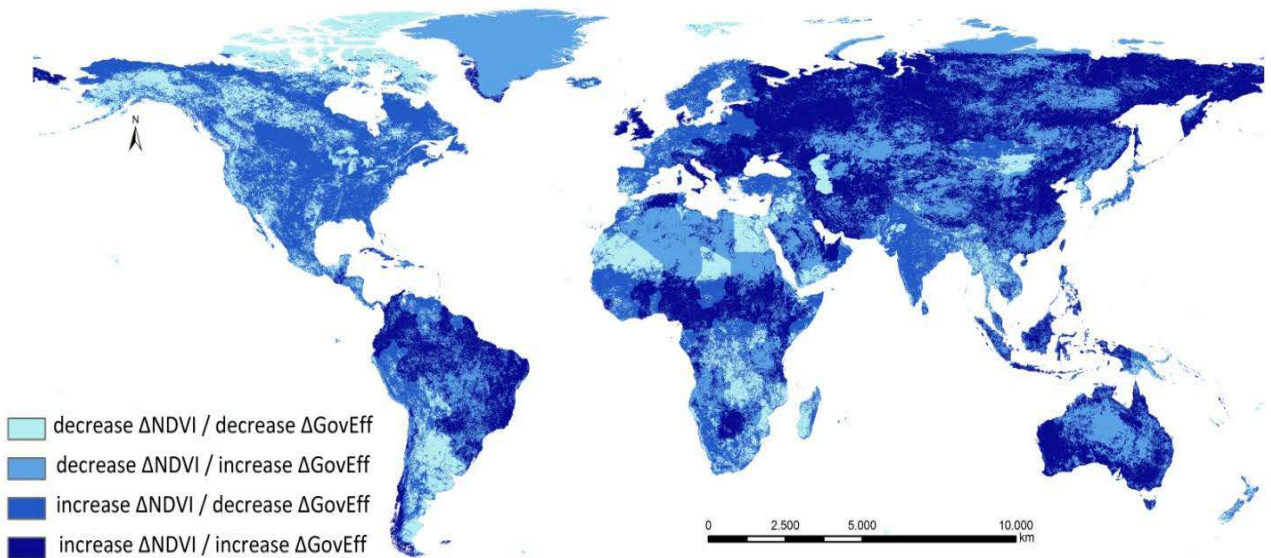 N
decrease ΔNDVI / decrease ΔGovEff
decrease ΔNDVI / increase ΔGovEff
increase ΔNDVI / decrease ΔGovEff
increase ΔNDVI / increase ΔGovEff
0 2.500 5.000 10.000
km